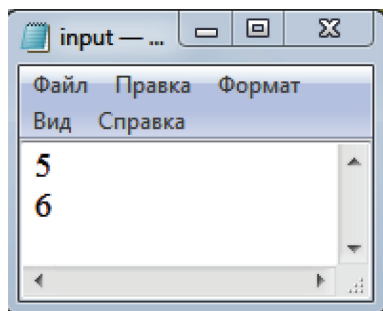 input — ...
Файл Правка Формат
Вид Справка
5
6